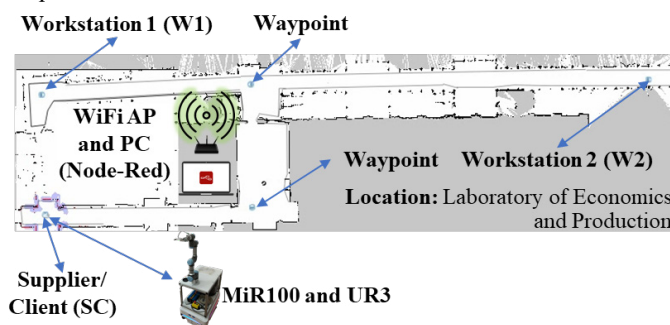 Workstation 1 (W1)
Waypoint
WiFi AP
and PC
(Node-Red)
Waypoint
Workstation 2 (W2)
Location: Laboratory of Economics
and Production
Supplier/
Client (SC)
MiR100 and UR3